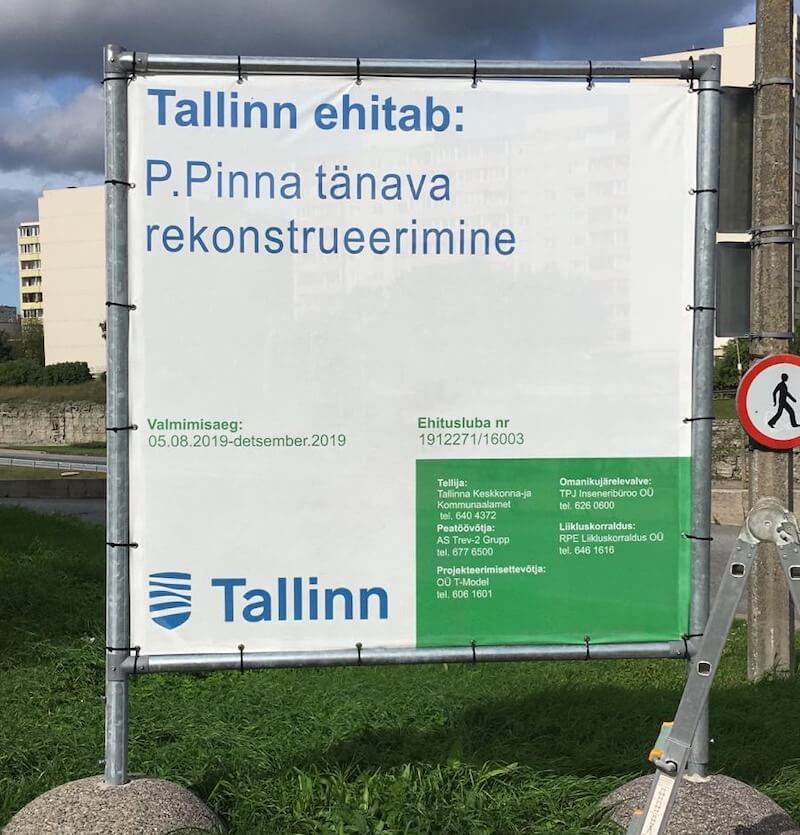 Tallinn ehitab:
P.Pinna tänava
rekonstrueerimine
Valmimisaeg:
05.08.2019-detsember.2019
Ehitusluba nr
1912271/16003
Tellija:
Tallinna Keskkonna-ja
Kommunaalamet
tel. 640 4372
Peatöövõtja:
AS Trev-2 Grupp
tel. 677 6500
Projekteerimisettevõtja:
OÜ T-Model
tel. 606 1601
Omanikujärelevalve:
TPJ Inseneribüroo OÜ
tel. 626 0600
Liikluskorraldus:
RPE Liikluskorraldus OÜ
tel. 646 1616
Tallinn